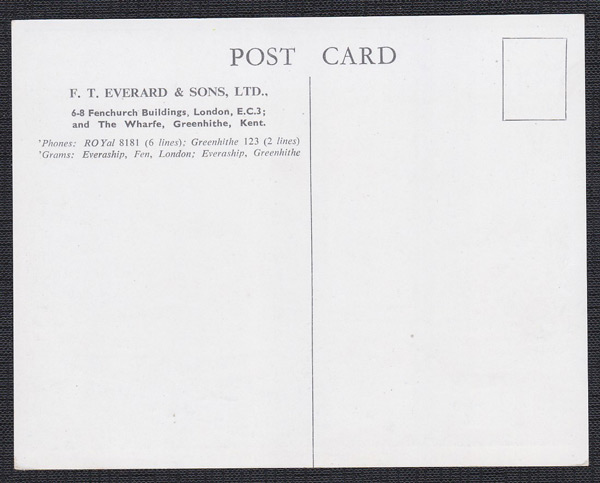 POST CARD
F. T. EVERARD & SONS, LTD.,
6-8 Fenchurch Buildings, London, E.C.3;
and The Wharfe, Greenhithe, Kent.
'Phones: ROYal 8181 (6 lines); Greenhithe 123 (2 lines)
'Grams: Everaship, Fen, London; Everaship, Greenhithe